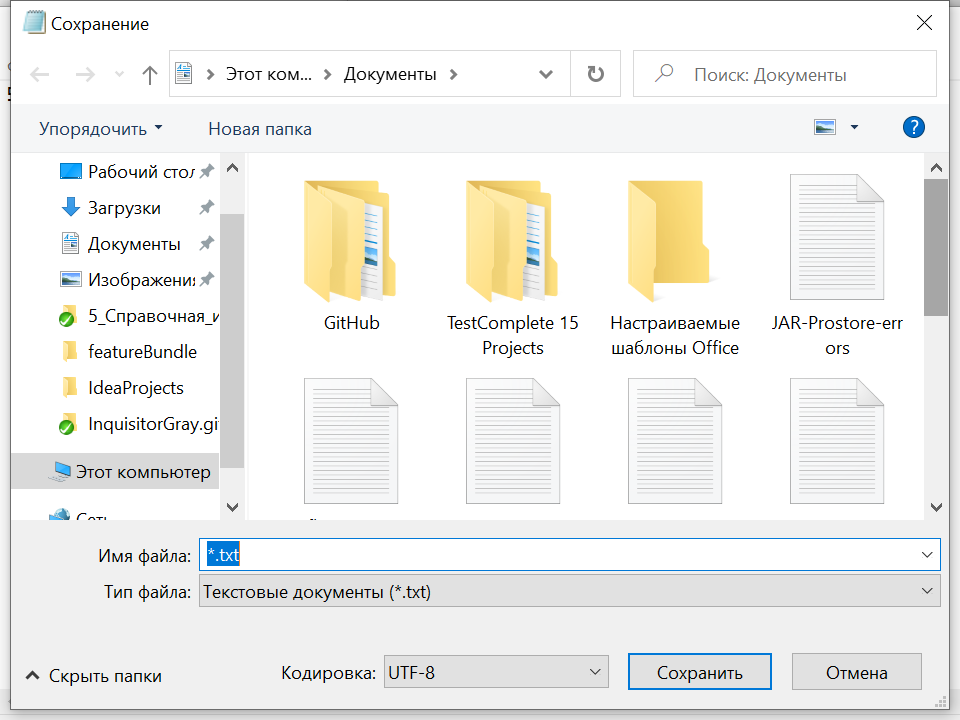 Сохранение
Этот ком...
Документы
Поиск: Документы
Упорядочить
Новая папка
?
Рабочий стол
Загрузки
Документы
Изображения
5_Справочная_и
featureBundle
IdeaProjects
InquisitorGray.gi
Этот компьютер
Сеть
GitHub
TestComplete 15
Projects
Настраиваемые
шаблоны Office
JAR-Prostore-err
ors
Имя файла:
*.txt
Тип файла:
Текстовые документы (*.txt)
Скрыть папки
Кодировка:
UTF-8
Сохранить
Отмена